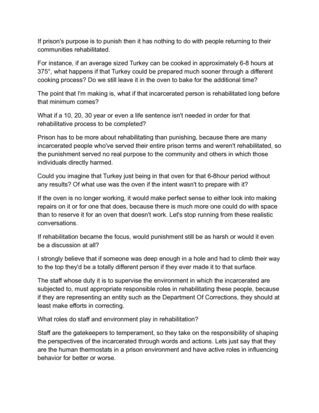 If prison's purpose is to punish then it has nothing to do with people returning to their
communities rehabilitated.
For instance, if an average sized Turkey can be cooked in approximately 6-8 hours at
375°, what happens if that Turkey could be prepared much sooner through a different
cooking process? Do we still leave it in the oven to bake for the additional time?
The point that I'm making is, what if that incarcerated person is rehabilitated long before
that minimum comes?
What if a 10, 20, 30 year or even a life sentence isn't needed in order for that
rehabilitative process to be completed?
Prison has to be more about rehabilitating than punishing, because there are many
incarcerated people who've served their entire prison terms and weren't rehabilitated, so
the punishment served no real purpose to the community and others in which those
individuals directly harmed.
Could you imagine that Turkey just being in that oven for that 6-8hour period without
any results? Of what use was the oven if the intent wasn't to prepare with it?
If the oven is no longer working, it would make perfect sense to either look into making
repairs on it or for one that does, because there is much more one could do with space
than to reserve it for an oven that doesn't work. Let's stop running from these realistic
conversations.
If rehabilitation became the focus, would punishment still be as harsh or would it even
be a discussion at all?
I strongly believe that if someone was deep enough in a hole and had to climb their way
to the top they'd be a totally different person if they ever made it to that surface.
The staff whose duty it is to supervise the environment in which the incarcerated are
subjected to, must appropriate responsible roles in rehabilitating these people, because
if they are representing an entity such as the Department Of Corrections, they should at
least make efforts in correcting.
What roles do staff and environment play in rehabilitation?
Staff are the gatekeepers to temperament, so they take on the responsibility of shaping
the perspectives of the incarcerated through words and actions. Lets just say that they
are the human thermostats in a prison environment and have active roles in influencing
behavior for better or worse.